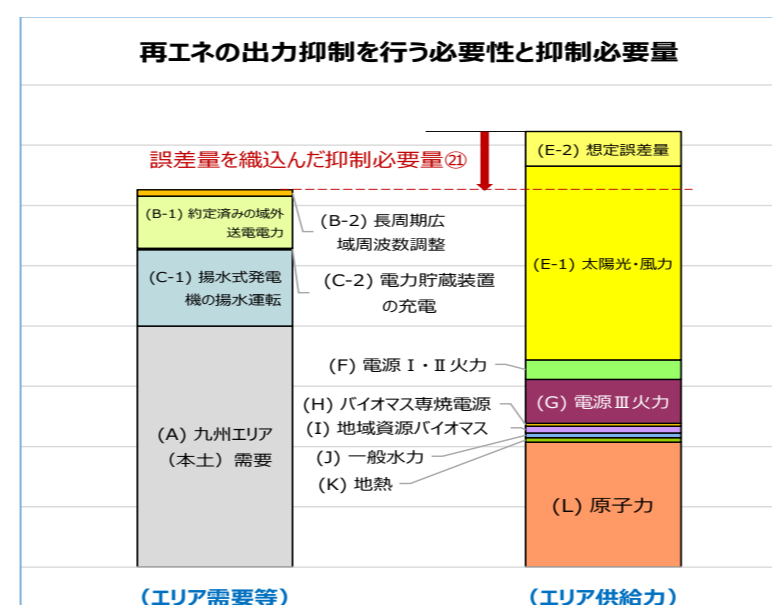 再エネの出力抑制を行う必要性と抑制必要量
誤差量を織込んだ抑制必要量㉑
(B-1) 約定済みの域外
送電電力
(B-2) 長周期広
域周波数調整
(C-1) 揚水式発電
機の揚水運転
(C-2) 電力貯蔵装置
の充電
(A) 九州エリア
（本土）需要
(E-2) 想定誤差量
(E-1) 太陽光・風力
(F) 電源Ⅰ・Ⅱ火力
(G) 電源Ⅲ火力
(H) バイオマス専焼電源
(I) 地域資源バイオマス
(J) 一般水力
(K) 地熱
(L) 原子力
（エリア需要等）
（エリア供給力）